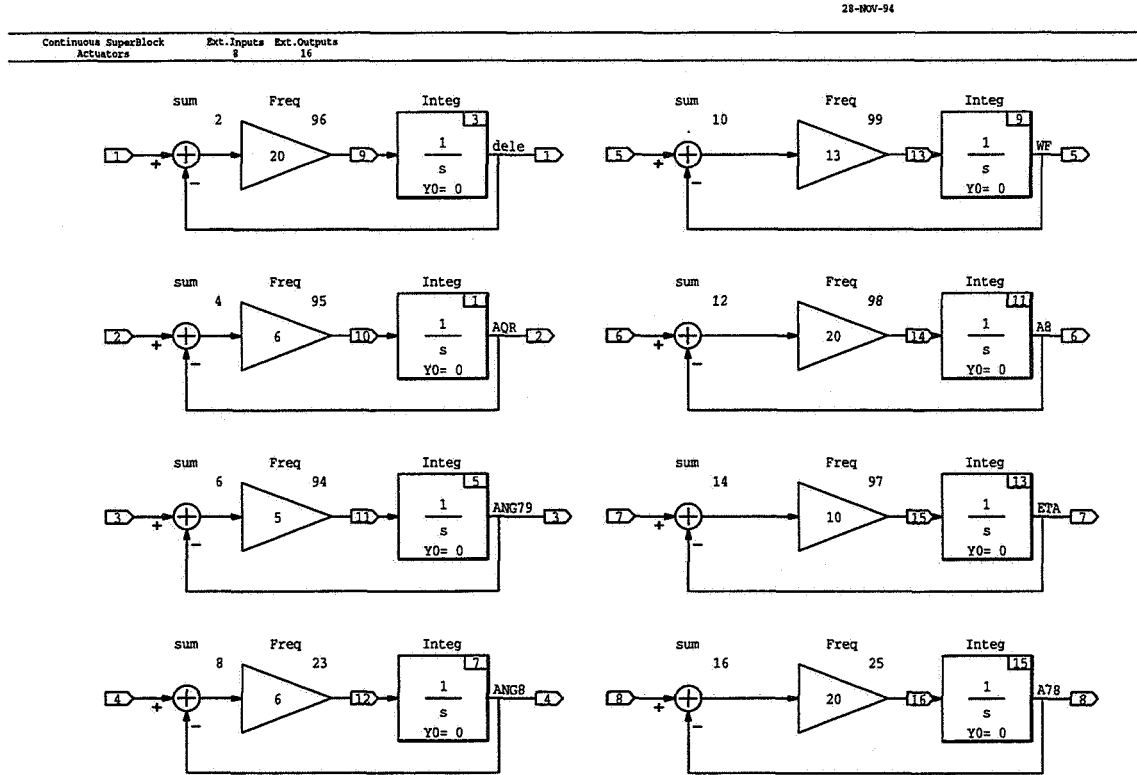 28-NOV-94
Continuous SuperBlock Ext.Inputs Ext.Outputs
Actuators 8 16
sum Freq Integ sum Freq Integ
2 96 3 10 99 9
1 + 20 9 1 dele 1 5 + 13 13 1 WF 5
− s − s
Y0= 0 Y0= 0
sum Freq Integ sum Freq Integ
4 95 1 12 98 11
2 + 6 10 1 AQR 2 6 + 20 14 1 A8 6
− s − s
Y0= 0 Y0= 0
sum Freq Integ sum Freq Integ
6 94 5 14 97 13
3 + 5 11 1 ANG79 3 7 + 10 15 1 ETA 7
− s − s
Y0= 0 Y0= 0
sum Freq Integ sum Freq Integ
8 23 7 16 25 15
4 + 6 12 1 ANG8 4 8 + 20 16 1 A78 8
− s − s
Y0= 0 Y0= 0